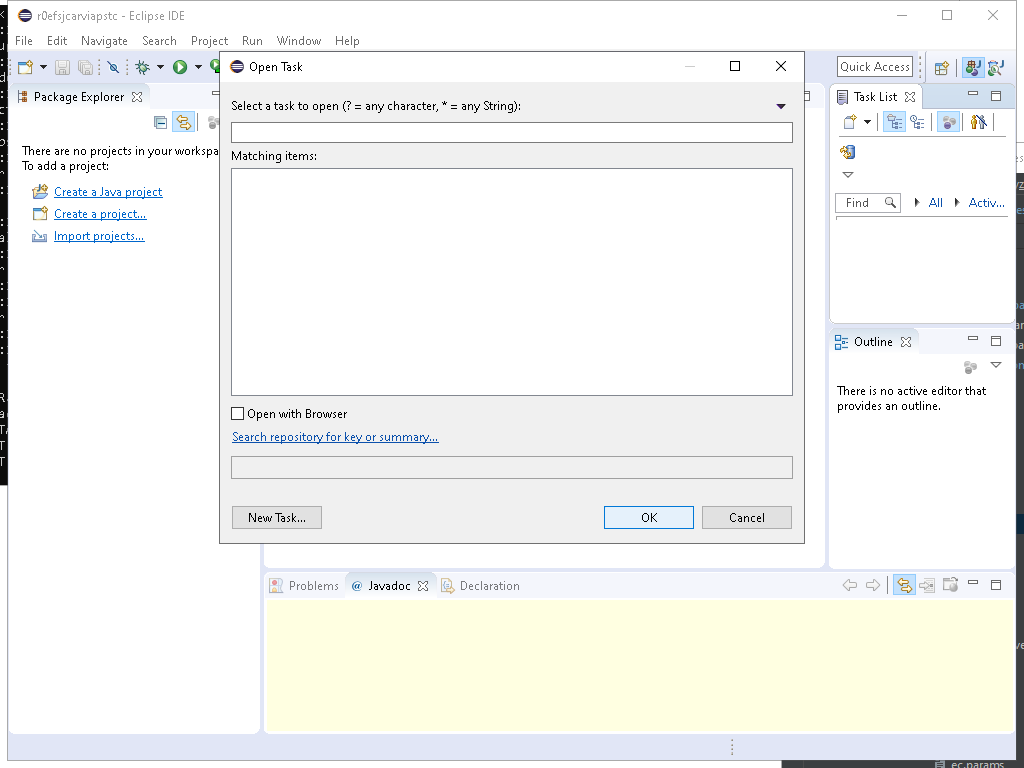 r0efsjcarviapstc - Eclipse IDE
File Edit Navigate Search Project Run Window Help
Quick Access
Package Explorer
There are no projects in your workspa
To add a project:
Create a Java project
Create a project...
Import projects...
Open Task
Select a task to open (? = any character, * = any String):
Matching items:
Open with Browser
Search repository for key or summary...
New Task...
OK
Cancel
Task List
Find
All
Activ...
Outline
There is no active editor that
provides an outline.
Problems
@ Javadoc
Declaration
ec.params